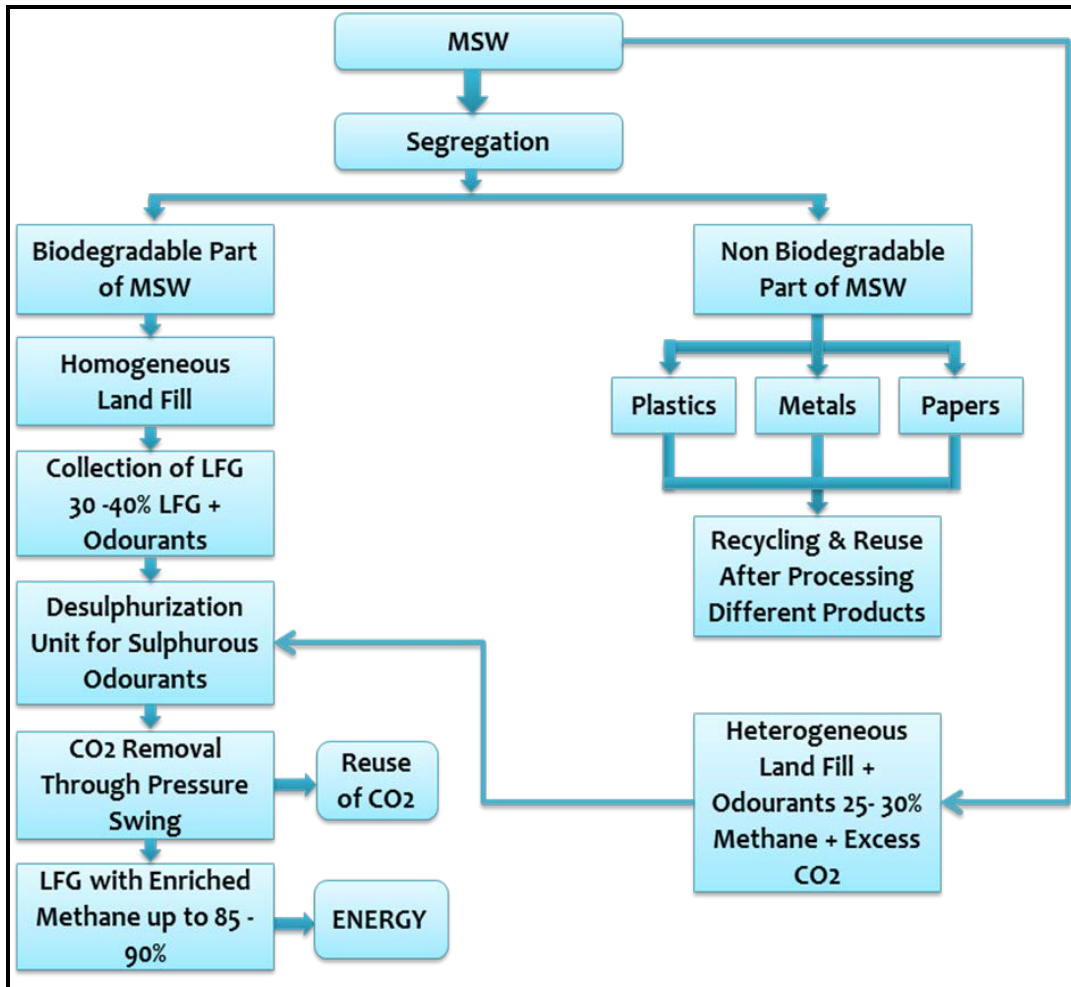 MSW
Segregation
Biodegradable Part
of MSW
Non Biodegradable
Part of MSW
Homogeneous
Land Fill
Plastics
Metals
Papers
Collection of LFG
30 -40% LFG +
Odourants
Recycling & Reuse
After Processing
Different Products
Desulphurization
Unit for Sulphurous
Odourants
Heterogeneous
Land Fill +
Odourants 25- 30%
Methane + Excess
CO2
CO2 Removal
Through Pressure
Swing
Reuse
of CO2
LFG with Enriched
Methane up to 85 -
90%
ENERGY